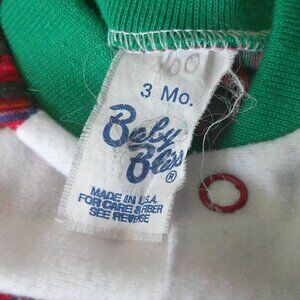 3 Mo.
Baby
Bliss
®
MADE IN U.S.A.
FOR CARE & FIBER
SEE REVERSE